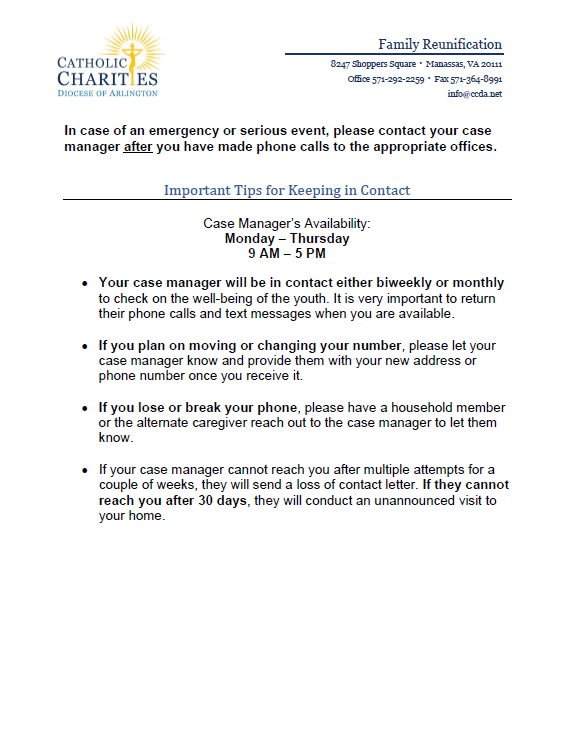 CATHOLIC
CHARITIES
DIOCESE OF ARLINGTON
Family Reunification
8247 Shoppers Square · Manassas, VA 20111
Office 571-292-2259 · Fax 571-364-8991
info@ccda.net
In case of an emergency or serious event, please contact your case
manager after you have made phone calls to the appropriate offices.
Important Tips for Keeping in Contact
Case Manager's Availability:
Monday – Thursday
9 AM – 5 PM
• Your case manager will be in contact either biweekly or monthly
to check on the well-being of the youth. It is very important to return
their phone calls and text messages when you are available.
• If you plan on moving or changing your number, please let your
case manager know and provide them with your new address or
phone number once you receive it.
• If you lose or break your phone, please have a household member
or the alternate caregiver reach out to the case manager to let them
know.
• If your case manager cannot reach you after multiple attempts for a
couple of weeks, they will send a loss of contact letter. If they cannot
reach you after 30 days, they will conduct an unannounced visit to
your home.